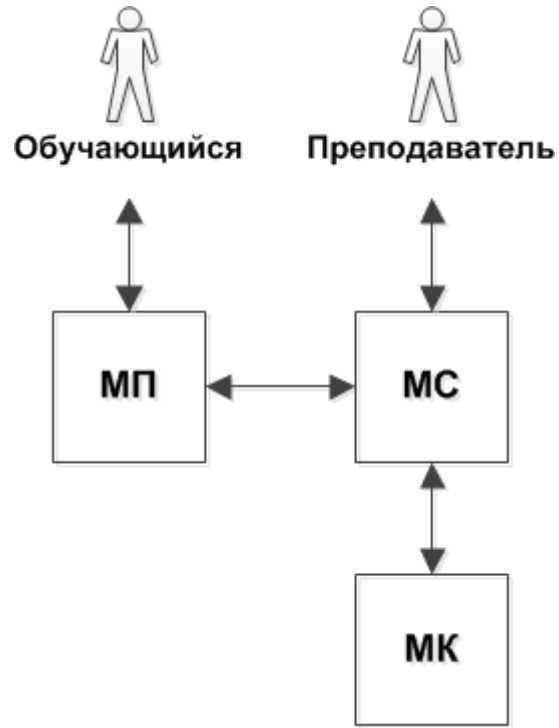 Обучающийся
Преподаватель
МП
МС
МК